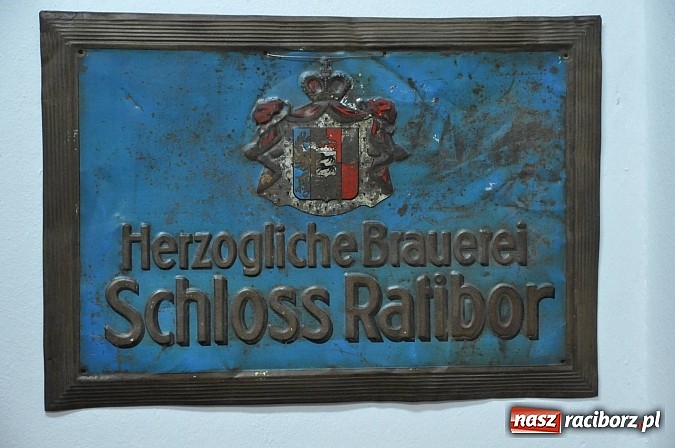 Herzogliche Brauerei
Schloss Ratibor
nasz raciborz.pl